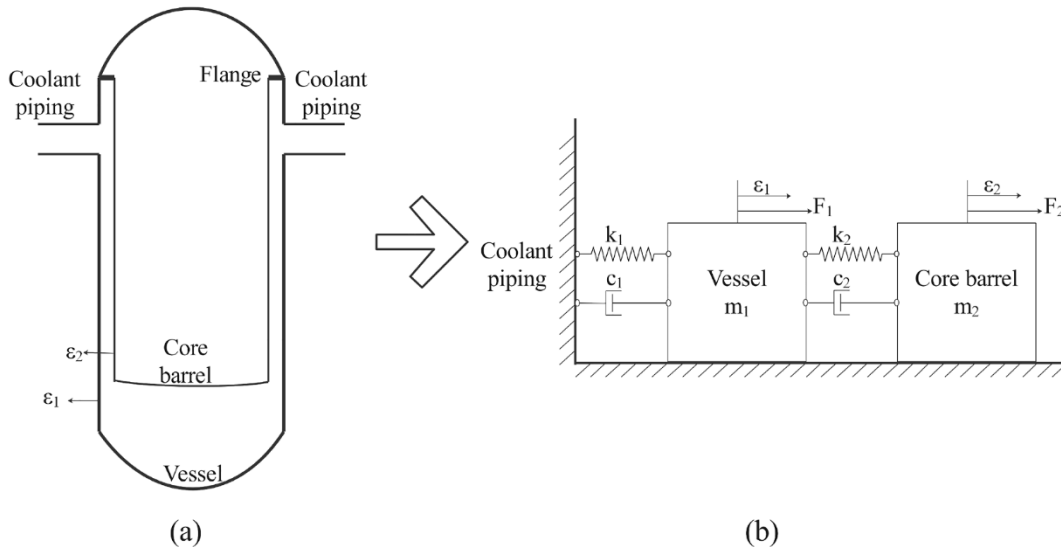 Coolant
piping
Flange
Coolant
piping
ε2
Core
barrel
ε1
Vessel
(a)
Coolant
piping
k1
c1
ε1
F1
Vessel
m1
k2
c2
ε2
F2
Core barrel
m2
(b)